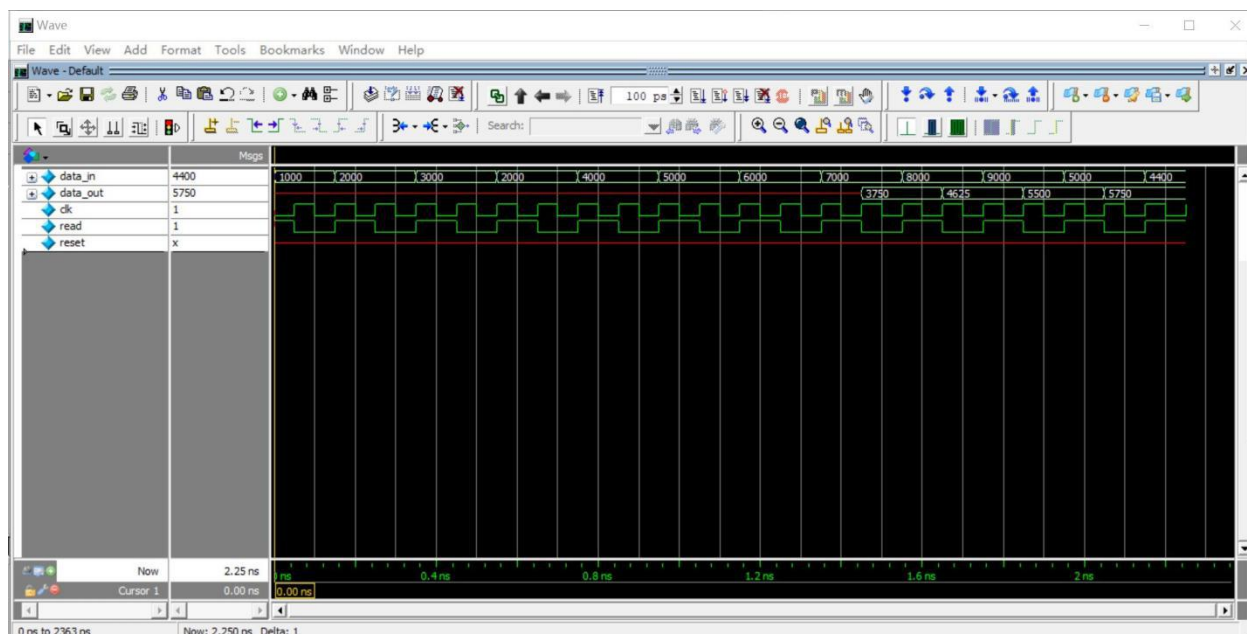 Wave
File Edit View Add Format Tools Bookmarks Window Help
Wave - Default
100 ps
Search:
Msgs
data_in 4400 1000 2000 3000 2000 4000 5000 6000 7000 8000 9000 5000 4400
data_out 5750 3750 4625 5500 5750
clk 1
read 1
reset x
Now 2.25 ns ns 0.4 ns 0.8 ns 1.2 ns 1.6 ns 2 ns
Cursor 1 0.00 ns 0.00 ns
0 ps to 2363 ps Now: 2,250 ps Delta: 1